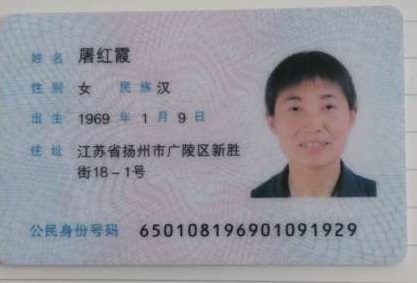 姓名 屠红霞
性别 女 民族 汉
出生 1969 年 1 月 9 日
住址 江苏省扬州市广陵区新胜
街18-1号
公民身份号码 650108196901091929